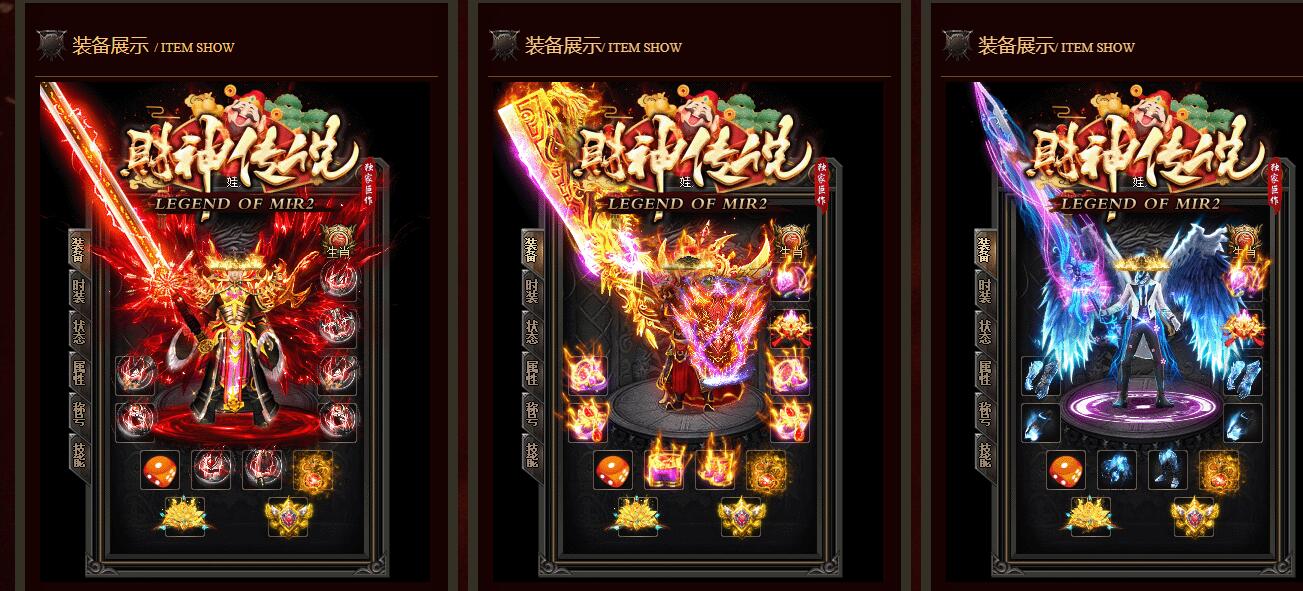 装备展示 / ITEM SHOW
財神传说
娃
独家巨作
LEGEND OF MIR2
生肖
装备
时装
状态
属性
称号
技能
装备展示/ ITEM SHOW
財神传说
娃
独家巨作
LEGEND OF MIR2
生肖
装备
时装
状态
属性
称号
技能
装备展示/ ITEM SHOW
財神传说
娃
独家巨作
LEGEND OF MIR2
生肖
装备
时装
状态
属性
称号
技能